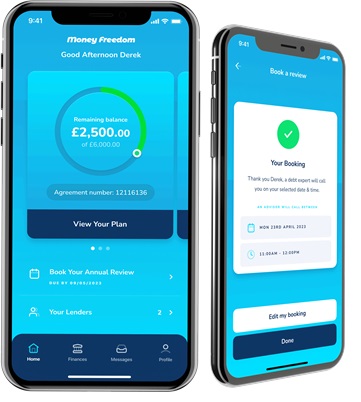 9:41
Money Freedom
Good Afternoon Derek
Remaining balance
£2,500.00
of £6,000.00
Agreement number: 12116136
View Your Plan
Book Your Annual Review
DUE BY 08/05/2023
Your Lenders
2
Home
Finances
Messages
Profile
9:41
Book a review
Your Booking
Thank you Derek, a debt expert will call
you on your selected date & time.
AN ADVISOR WILL CALL BETWEEN
MON 23RD APRIL 2023
11:00AM - 12:00PM
Edit my booking
Done